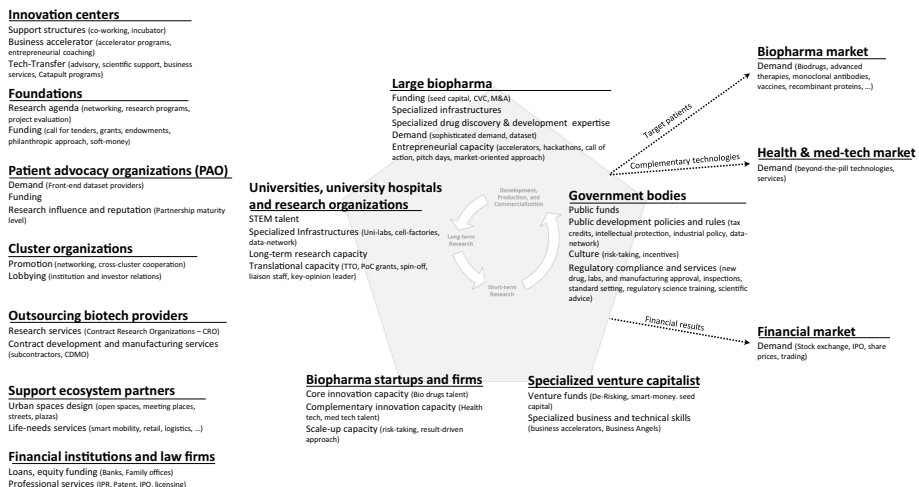 Innovation centers
Support structures (co-working, incubator)
Business accelerator (accelerator programs,
entrepreneurial coaching)
Tech-Transfer (advisory, scientific support, business
services, Catapult programs)
Foundations
Research agenda (networking, research programs,
project evaluation)
Funding (call for tenders, grants, endowments,
philanthropic approach, soft-money)
Patient advocacy organizations (PAO)
Demand (Front-end dataset providers)
Funding
Research influence and reputation (Partnership maturity
level)
Cluster organizations
Promotion (networking, cross-cluster cooperation)
Lobbying (institution and investor relations)
Outsourcing biotech providers
Research services (Contract Research Organizations – CRO)
Contract development and manufacturing services
(subcontractors, CDMO)
Support ecosystem partners
Urban spaces design (open spaces, meeting places,
streets, plazas)
Life-needs services (smart mobility, retail, logistics, ...)
Financial institutions and law firms
Loans, equity funding (Banks, Family offices)
Professional services (IPR, Patent, IPO, licensing)
Large biopharma
Funding (seed capital, CVC, M&A)
Specialized infrastructures
Specialized drug discovery & development expertise
Demand (sophisticated demand, dataset)
Entrepreneurial capacity (accelerators, hackathons, call of
action, pitch days, market-oriented approach)
Universities, university hospitals
and research organizations
STEM talent
Specialized Infrastructures (Uni-labs, cell-factories,
data-network)
Long-term research capacity
Translational capacity (TTO, PoC grants, spin-off,
liaison staff, key-opinion leader)
Development,
Production, and
Commercialization
Long-term
Research
Short-term
Research
Government bodies
Public funds
Public development policies and rules (tax
credits, intellectual protection, industrial policy, data-
network)
Culture (risk-taking, incentives)
Regulatory compliance and services (new
drug, labs, and manufacturing approval, inspections,
standard setting, regulatory science training, scientific
advice)
Biopharma startups and firms
Core innovation capacity (Bio drugs talent)
Complementary innovation capacity (Health
tech, med tech talent)
Scale-up capacity (risk-taking, result-driven
approach)
Specialized venture capitalist
Venture funds (De-Risking, smart-money. seed
capital)
Specialized business and technical skills
(business accelerators, Business Angels)
Target patients
Complementary technologies
Financial results
Biopharma market
Demand (Biodrugs, advanced
therapies, monoclonal antibodies,
vaccines, recombinant proteins, ...)
Health & med-tech market
Demand (beyond-the-pill technologies,
services)
Financial market
Demand (Stock exchange, IPO, share
prices, trading)